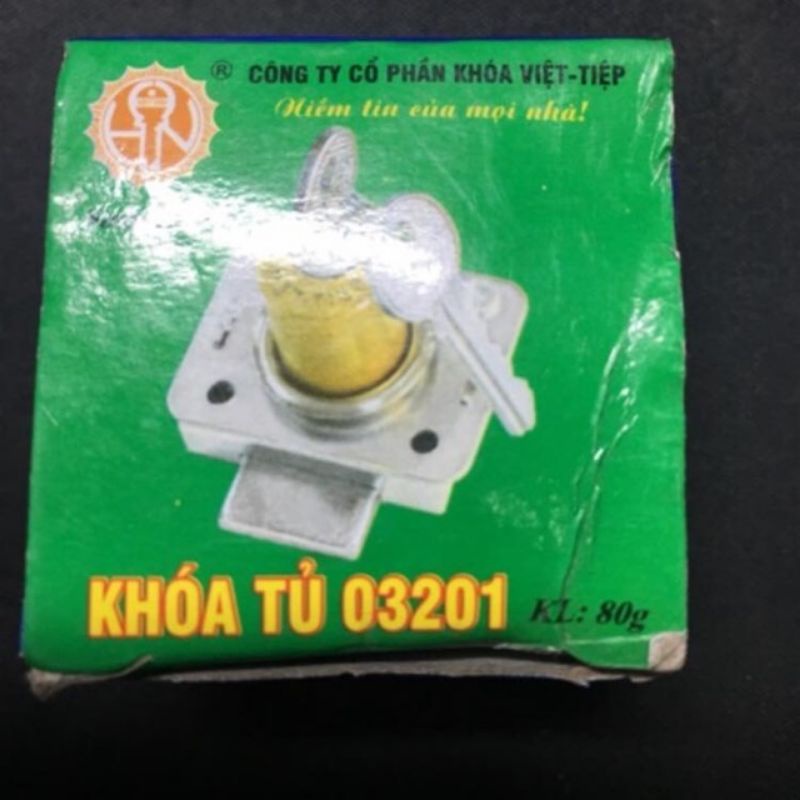 ® CÔNG TY CỔ PHẦN KHÓA VIỆT-TIỆP
Niềm tin của mọi nhà!
KHÓA TỦ 03201 KL: 80g